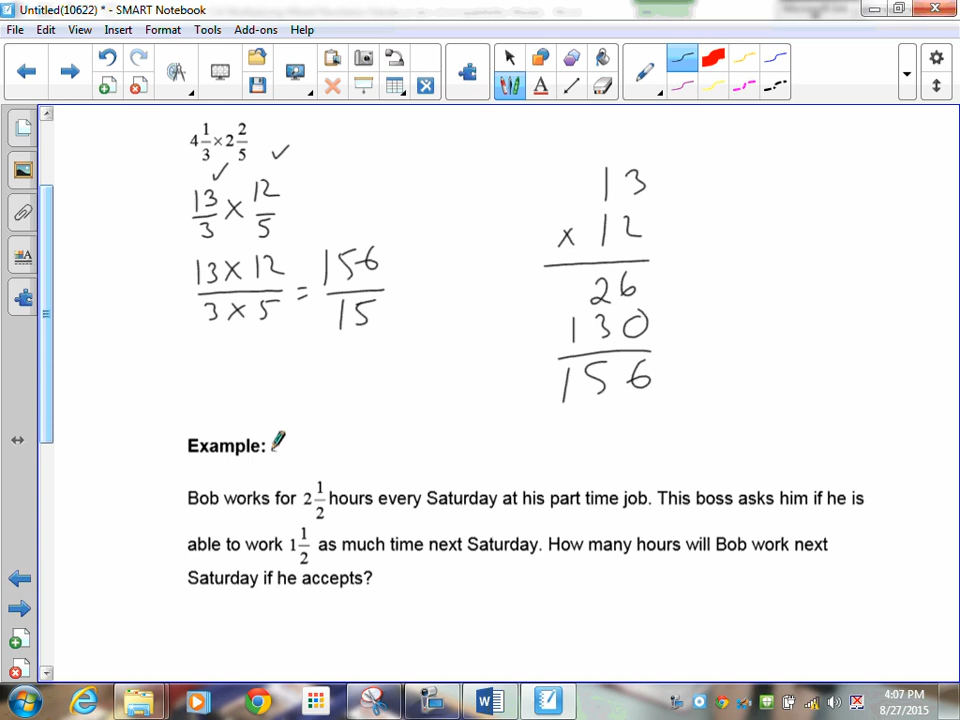 Untitled(10622) * - SMART Notebook
File Edit View Insert Format Tools Add-ons Help
4 1/3 × 2 2/5 ✓
✓
13/3 × 12/5
13 × 12 / 3 × 5 = 156/15
13
× 12
26
130
156
Example:
Bob works for 2 1/2 hours every Saturday at his part time job. This boss asks him if he is
able to work 1 1/2 as much time next Saturday. How many hours will Bob work next
Saturday if he accepts?
4:07 PM
8/27/2015